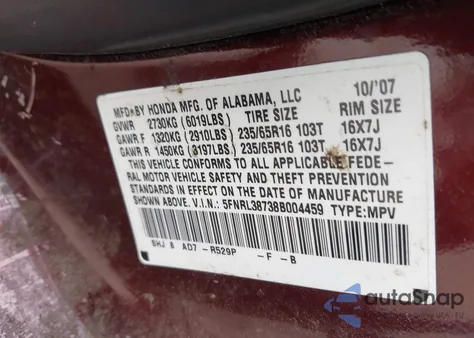 MFD BY HONDA MFG. OF ALABAMA, LLC 10/'07
GVWR 2730KG (6019LBS) TIRE SIZE RIM SIZE
GAWR F 1320KG (2910LBS) 235/65R16 103T 16X7J
GAWR R 1450KG (3197LBS) 235/65R16 103T 16X7J
THIS VEHICLE CONFORMS TO ALL APPLICABLE FEDE-
RAL MOTOR VEHICLE SAFETY AND THEFT PREVENTION
STANDARDS IN EFFECT ON THE DATE OF MANUFACTURE
SHOWN ABOVE. V.I.N.: 5FNRL38738B004459 TYPE:MPV
SHJ 8 AD7 -R529P -F -B
autoSnap